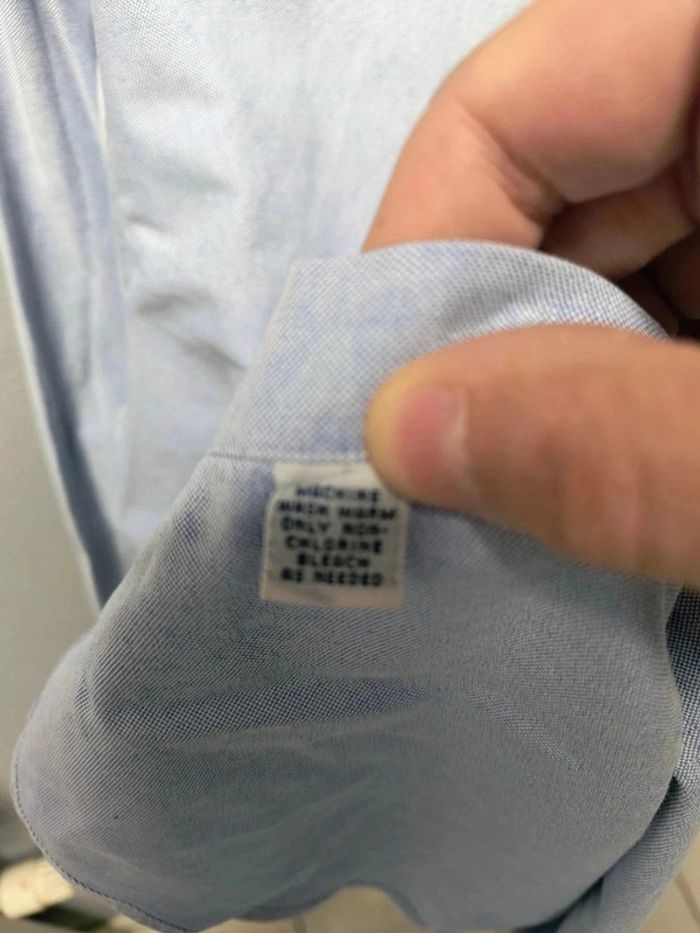 MACHINE
WASH WARM
ONLY NON-
CHLORINE
BLEACH
AS NEEDED